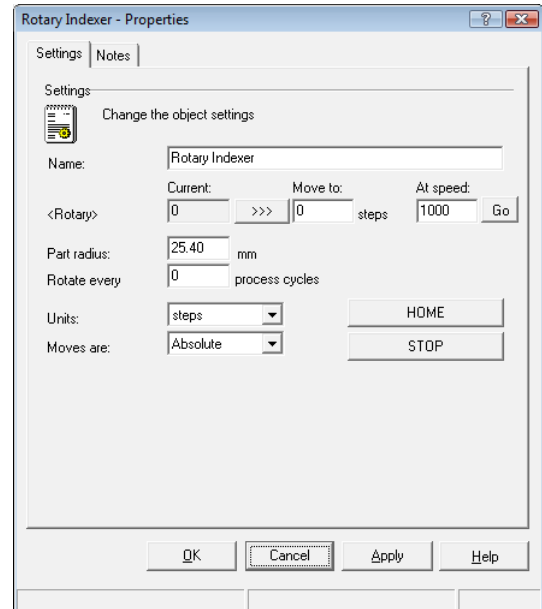 Rotary Indexer - Properties
Settings Notes
Settings
Change the object settings
Name: Rotary Indexer
Current: Move to: At speed:
<Rotary> 0 >>> 0 steps 1000 Go
Part radius: 25.40 mm
Rotate every 0 process cycles
Units: steps HOME
Moves are: Absolute STOP
OK Cancel Apply Help